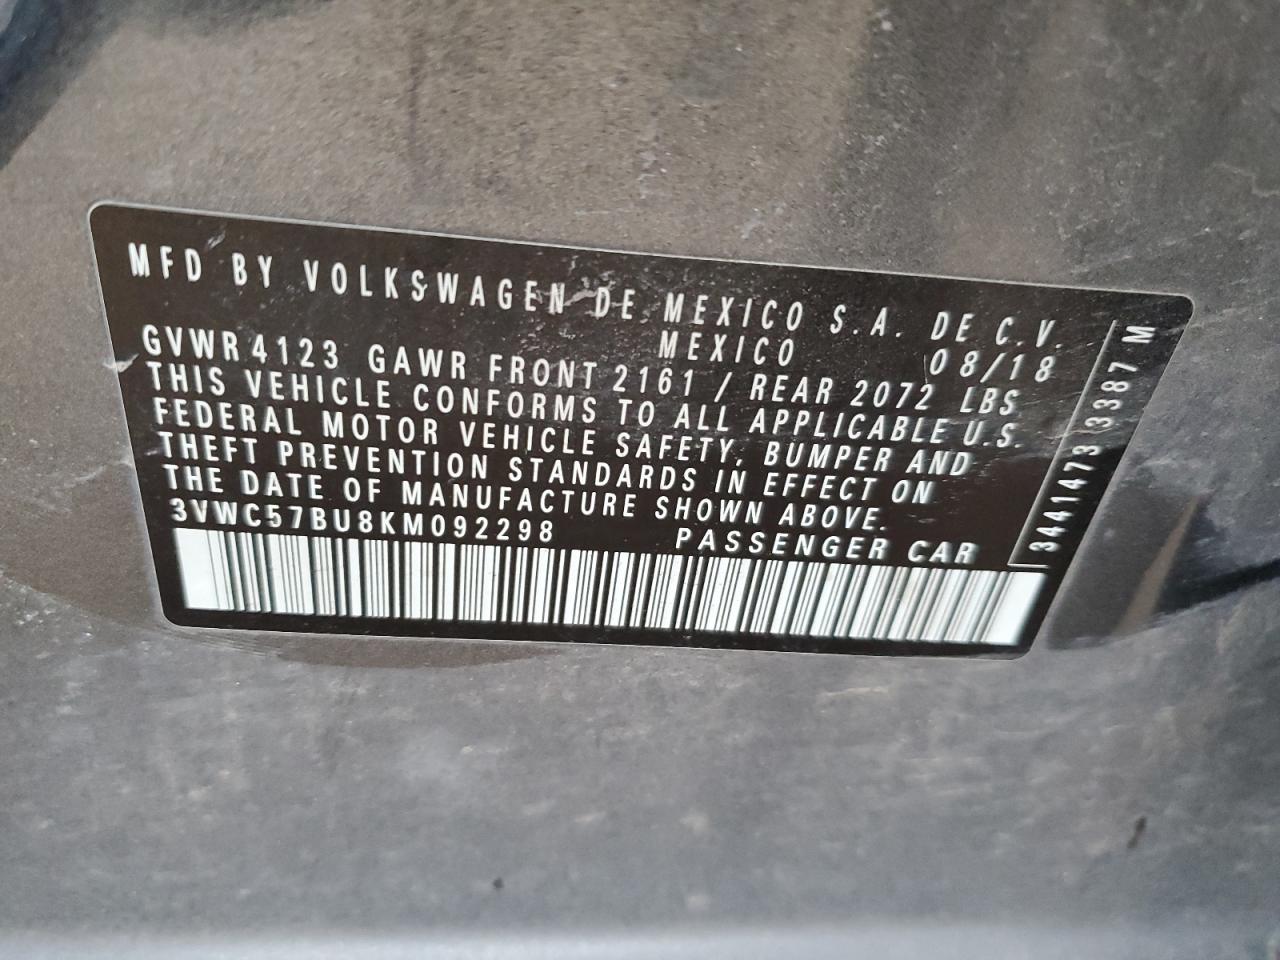 MFD BY VOLKSWAGEN DE MEXICO S.A. DE C.V.
MEXICO 08/18
GVWR 4123 GAWR FRONT 2161 / REAR 2072 LBS
THIS VEHICLE CONFORMS TO ALL APPLICABLE U.S.
FEDERAL MOTOR VEHICLE SAFETY, BUMPER AND
THEFT PREVENTION STANDARDS IN EFFECT ON
THE DATE OF MANUFACTURE SHOWN ABOVE.
3VWC57BU8KM092298 PASSENGER CAR
3441473 3387 M